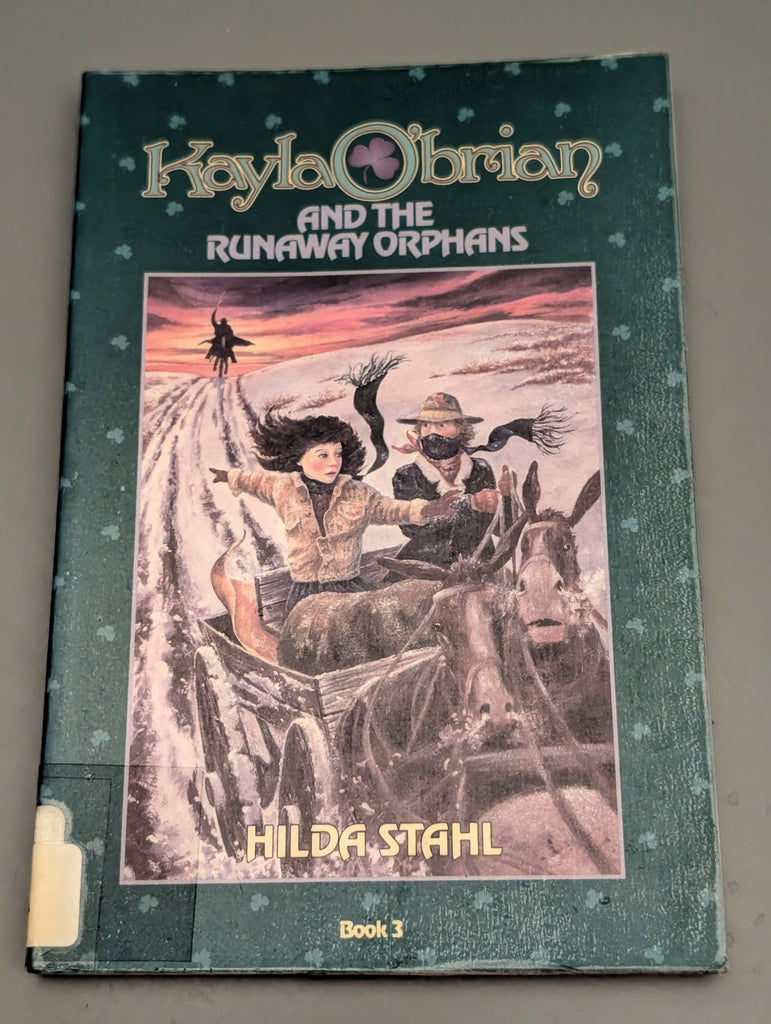 Kayla O'brian
AND THE
RUNAWAY ORPHANS
HILDA STAHL
Book 3